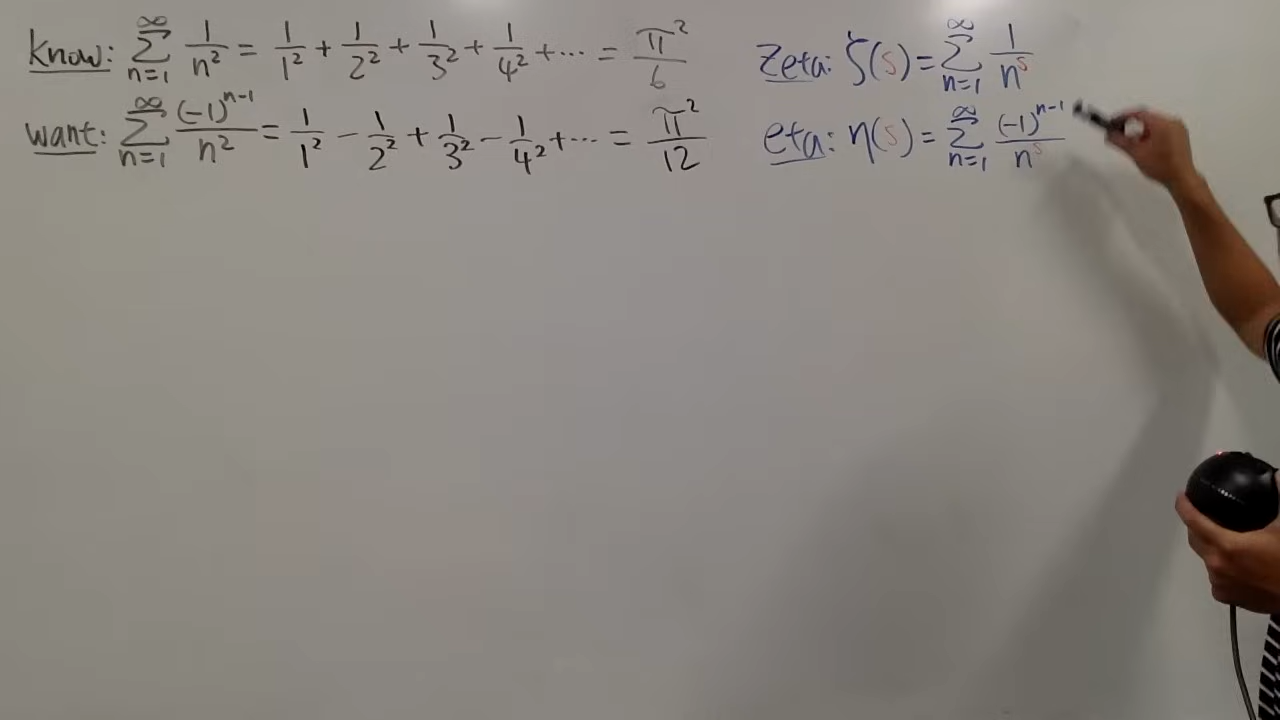 Know: ∑_{n=1}^{∞} 1/n² = 1/1² + 1/2² + 1/3² + 1/4² + ⋯ = π²/6
want: ∑_{n=1}^{∞} (-1)^{n-1}/n² = 1/1² - 1/2² + 1/3² - 1/4² + ⋯ = π²/12
Zeta: ζ(s) = ∑_{n=1}^{∞} 1/n^s
eta: η(s) = ∑_{n=1}^{∞} (-1)^{n-1}/n^s